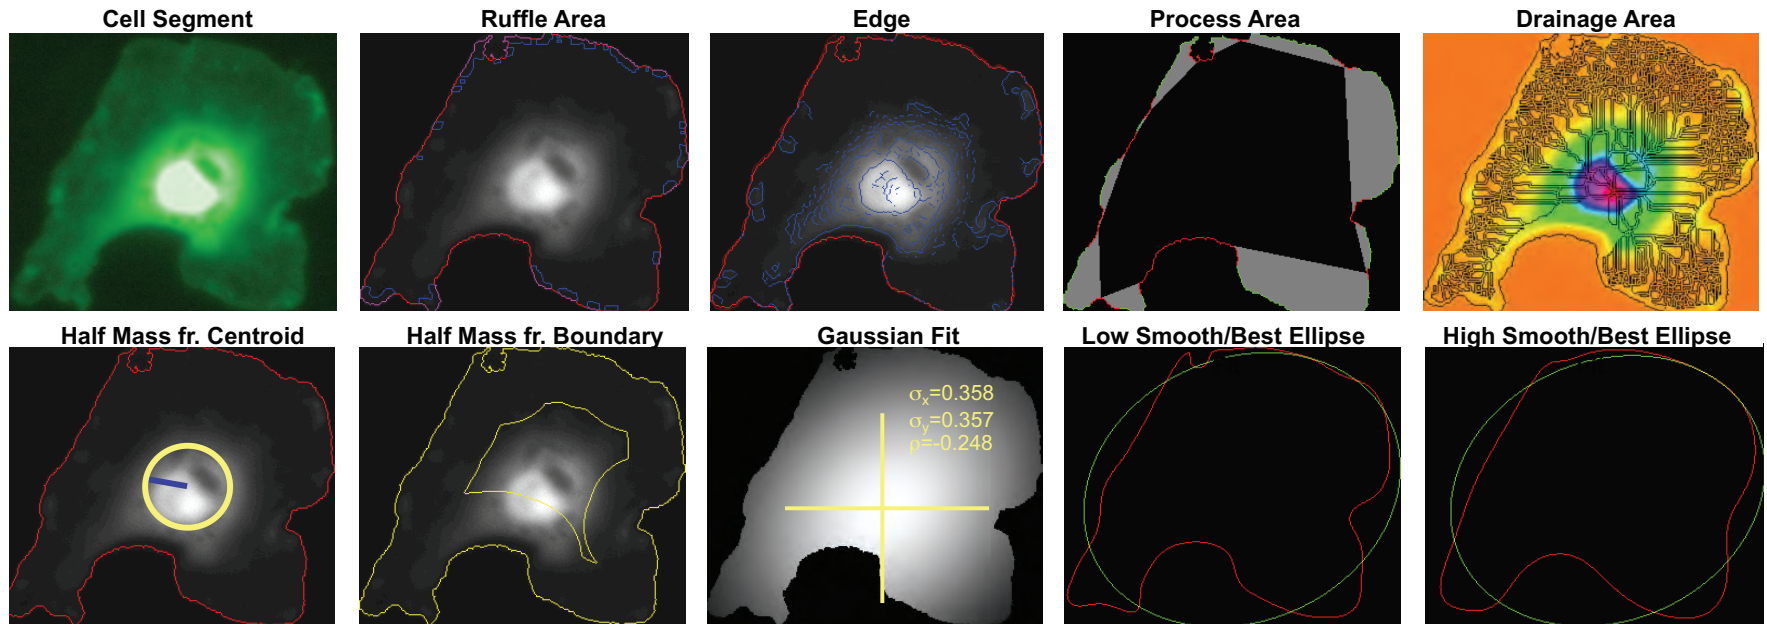 Cell Segment
Ruffle Area
Edge
Process Area
Drainage Area
Half Mass fr. Centroid
Half Mass fr. Boundary
Gaussian Fit
σx=0.358
σy=0.357
ρ=-0.248
Low Smooth/Best Ellipse
High Smooth/Best Ellipse